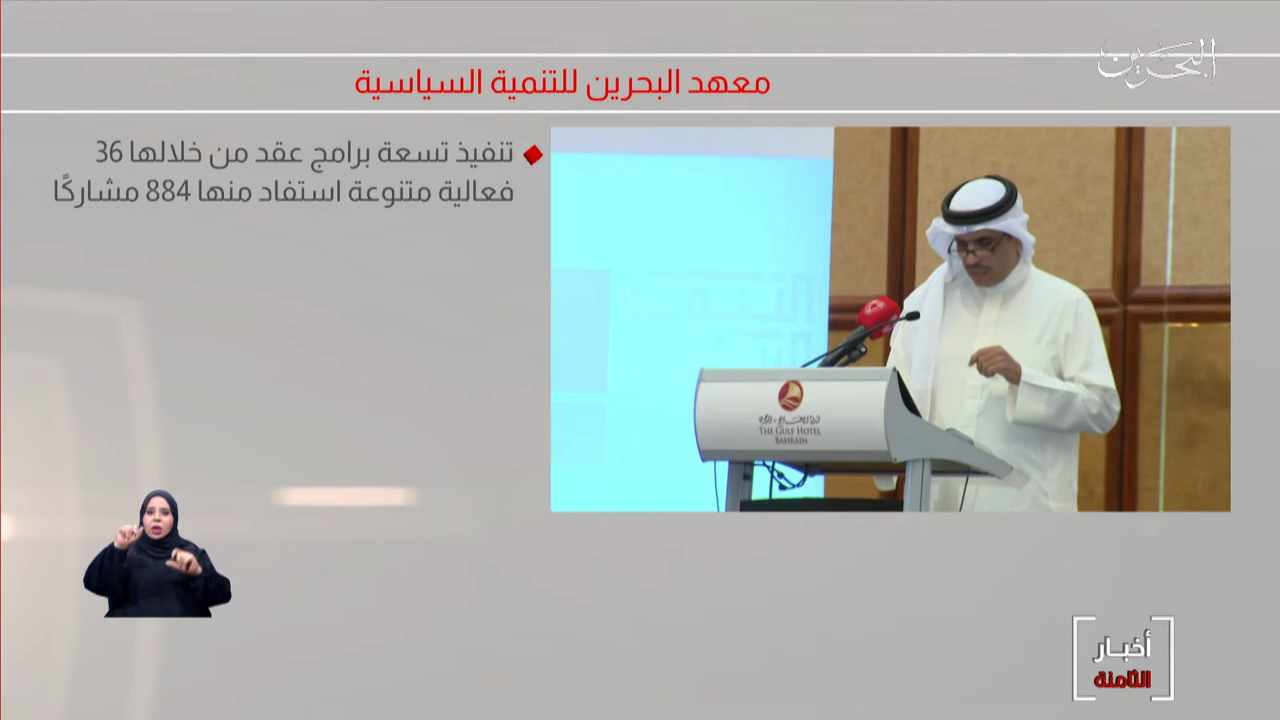 البحرين
معهد البحرين للتنمية السياسية
تنفيذ تسعة برامج عقد من خلالها 36
فعالية متنوعة استفاد منها 884 مشاركًا
THE GULF HOTEL
BAHRAIN
أخبار
الثامنة